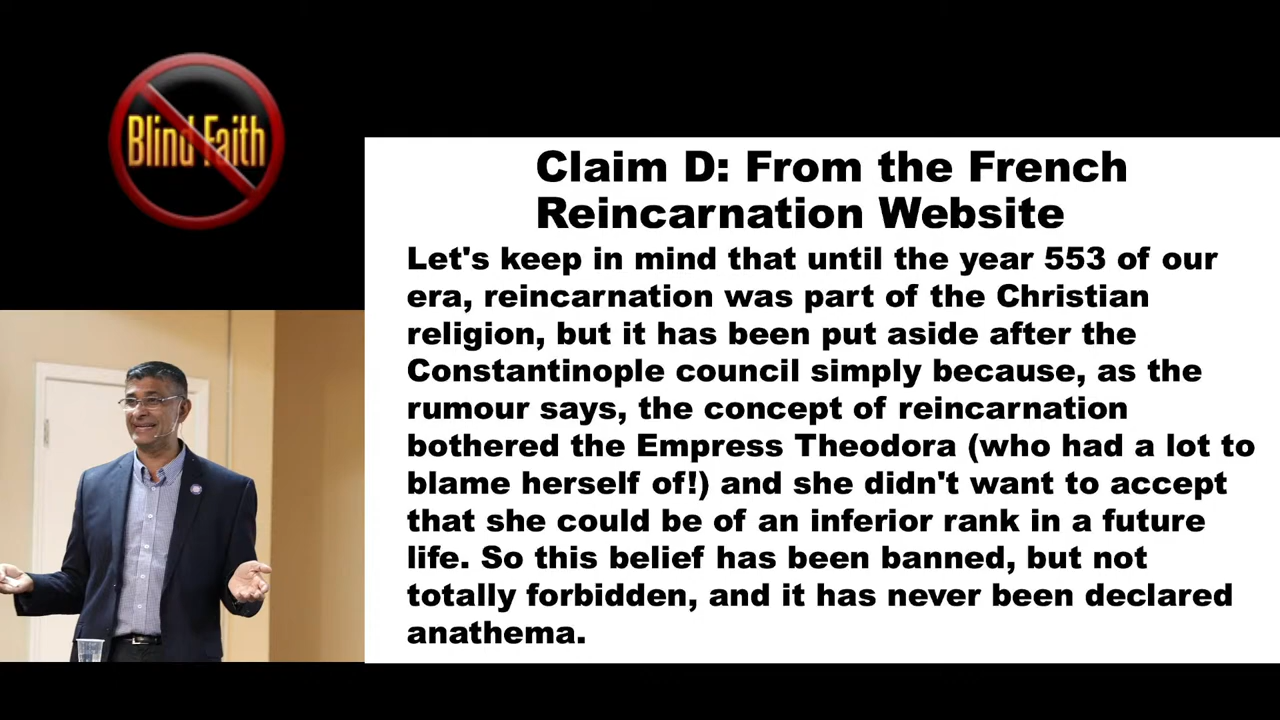 Blind Faith
Claim D: From the French
Reincarnation Website
Let's keep in mind that until the year 553 of our
era, reincarnation was part of the Christian
religion, but it has been put aside after the
Constantinople council simply because, as the
rumour says, the concept of reincarnation
bothered the Empress Theodora (who had a lot to
blame herself of!) and she didn't want to accept
that she could be of an inferior rank in a future
life. So this belief has been banned, but not
totally forbidden, and it has never been declared
anathema.